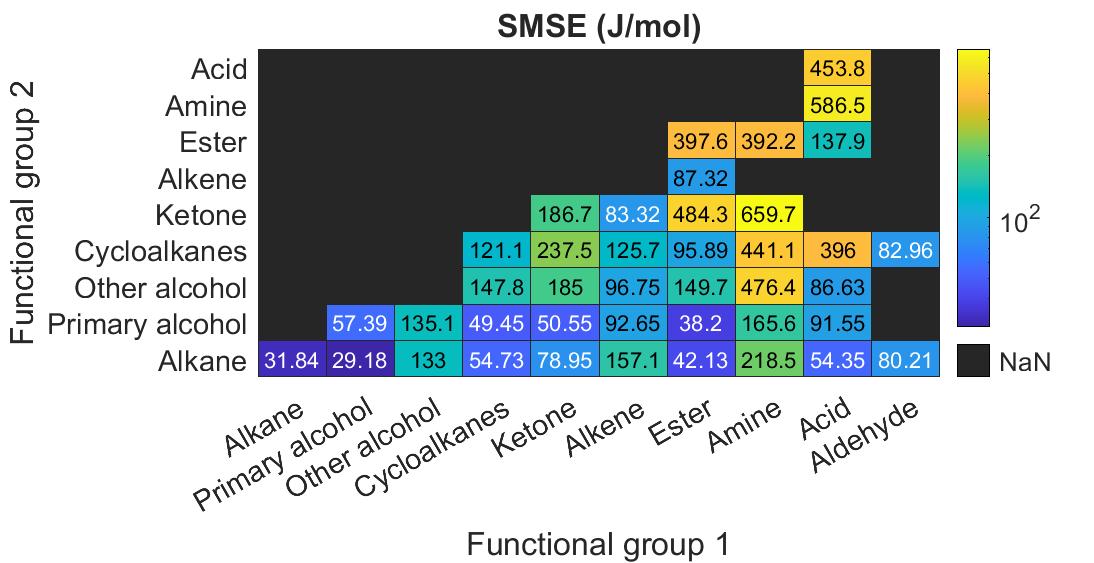 SMSE (J/mol)
Functional group 2
Acid 453.8
Amine 586.5
Ester 397.6 392.2 137.9
Alkene 87.32
Ketone 186.7 83.32 484.3 659.7
Cycloalkanes 121.1 237.5 125.7 95.89 441.1 396 82.96
Other alcohol 147.8 185 96.75 149.7 476.4 86.63
Primary alcohol 57.39 135.1 49.45 50.55 92.65 38.2 165.6 91.55
Alkane 31.84 29.18 133 54.73 78.95 157.1 42.13 218.5 54.35 80.21
10²
NaN
Alkane
Primary alcohol
Other alcohol
Cycloalkanes
Ketone
Alkene
Ester
Amine
Acid
Aldehyde
Functional group 1